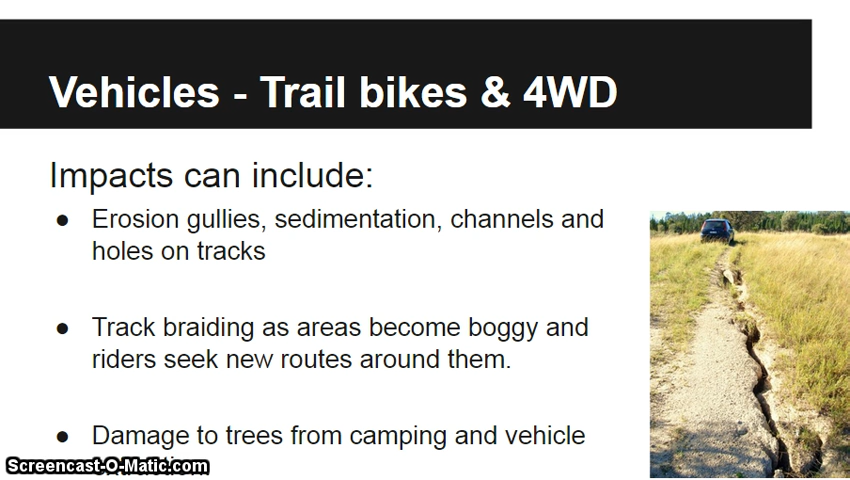 Vehicles - Trail bikes & 4WD
Impacts can include:
● Erosion gullies, sedimentation, channels and
holes on tracks
● Track braiding as areas become boggy and
riders seek new routes around them.
● Damage to trees from camping and vehicle
Screencast-O-Matic.com